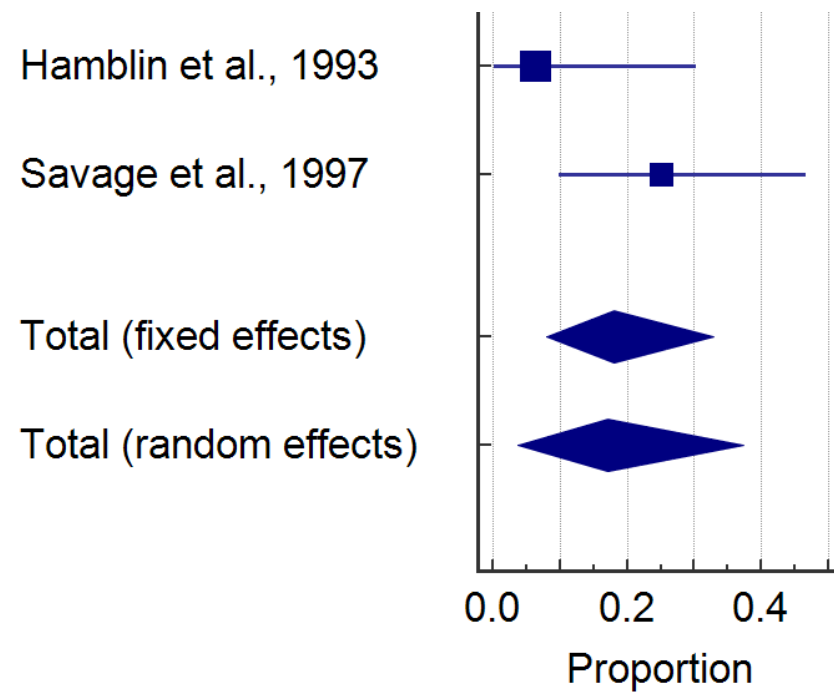 Hamblin et al., 1993
Savage et al., 1997
Total (fixed effects)
Total (random effects)
0.0 0.2 0.4
Proportion